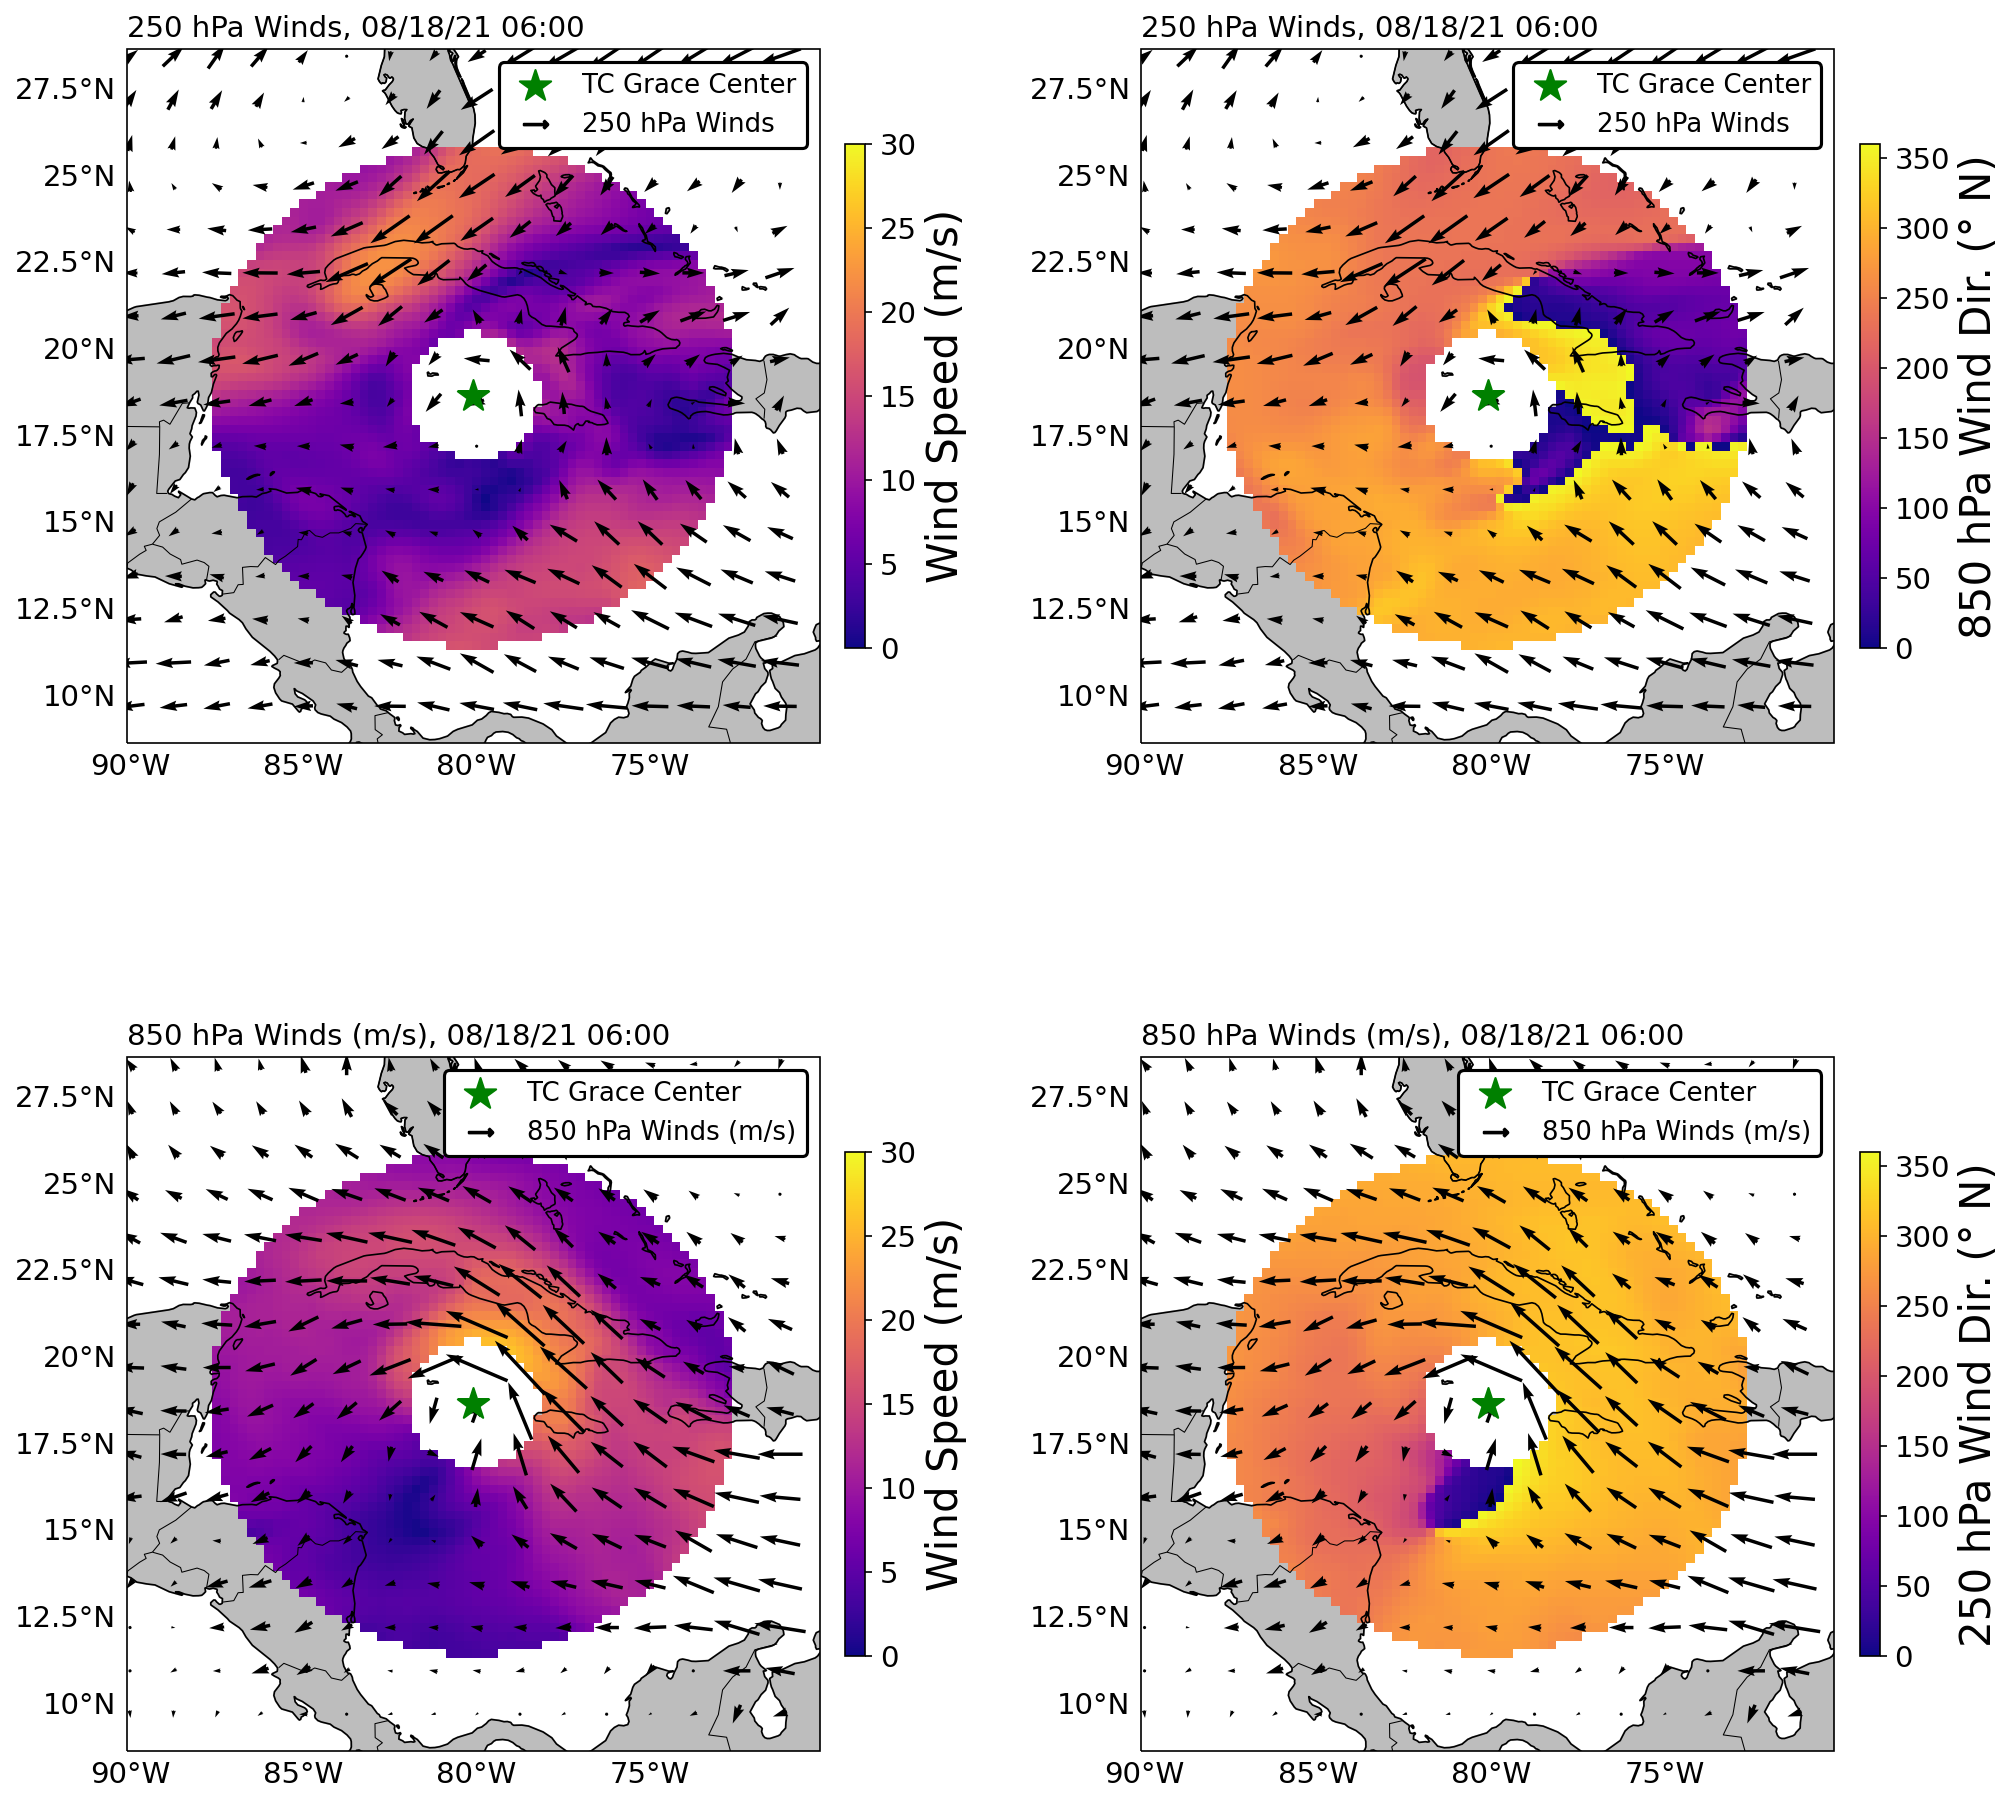 250 hPa Winds, 08/18/21 06:00
TC Grace Center
250 hPa Winds
27.5°N
25°N
22.5°N
20°N
17.5°N
15°N
12.5°N
10°N
90°W
85°W
80°W
75°W
30
25
20
15
10
5
0
Wind Speed (m/s)
250 hPa Winds, 08/18/21 06:00
TC Grace Center
250 hPa Winds
27.5°N
25°N
22.5°N
20°N
17.5°N
15°N
12.5°N
10°N
90°W
85°W
80°W
75°W
350
300
250
200
150
100
50
0
850 hPa Wind Dir. (° N)
850 hPa Winds (m/s), 08/18/21 06:00
TC Grace Center
850 hPa Winds (m/s)
27.5°N
25°N
22.5°N
20°N
17.5°N
15°N
12.5°N
10°N
90°W
85°W
80°W
75°W
30
25
20
15
10
5
0
Wind Speed (m/s)
850 hPa Winds (m/s), 08/18/21 06:00
TC Grace Center
850 hPa Winds (m/s)
27.5°N
25°N
22.5°N
20°N
17.5°N
15°N
12.5°N
10°N
90°W
85°W
80°W
75°W
350
300
250
200
150
100
50
0
250 hPa Wind Dir. (° N)